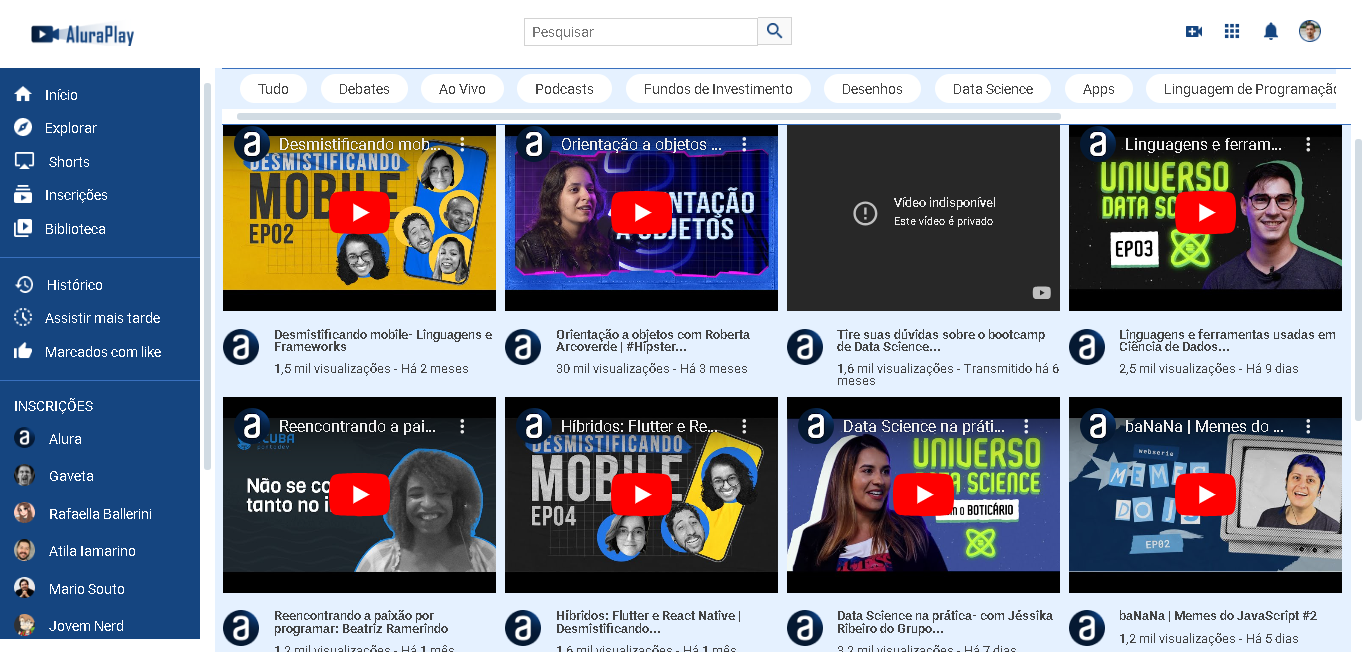 AluraPlay
Pesquisar
Início
Explorar
Shorts
Inscrições
Biblioteca
Histórico
Assistir mais tarde
Marcados com like
INSCRIÇÕES
Alura
Gaveta
Rafaella Ballerini
Atila Iamarino
Mario Souto
Jovem Nerd
Tudo
Debates
Ao Vivo
Podcasts
Fundos de Investimento
Desenhos
Data Science
Apps
Linguagem de Programação
a
Desmistificando mob...
DESMISTIFICANDO
MOBILE
EP02
a
Desmistificando mobile- Linguagens e
Frameworks
1,5 mil visualizações - Há 2 meses
a
Orientação a objetos ...
A OBJETOS
a
Orientação a objetos com Roberta
Arcoverde | #Hipster...
30 mil visualizações - Há 3 meses
Vídeo indisponível
Este vídeo é privado
a
Tire suas dúvidas sobre o bootcamp
de Data Science...
1,6 mil visualizações - Transmitido há 6
meses
a
Linguagens e ferram...
UNIVERSO
DATA SC
EP03
a
Linguagens e ferramentas usadas em
Ciência de Dados...
2,5 mil visualizações - Há 9 dias
a
Reencontrando a pai...
Não se co
tanto no i
a
Reencontrando a paixão por
programar: Beatriz Ramerindo
1,2 mil visualizações - Há 1 mês
a
Híbridos: Flutter e Re...
DESMISTIFICANDO
MOBILE
EP04
a
Híbridos: Flutter e React Native |
Desmistificando...
1,6 mil visualizações - Há 1 mês
a
Data Science na práti...
UNIVERSO
DATA SCIENCE
o BOTICÁRIO
a
Data Science na prática- com Jéssika
Ribeiro do Grupo...
3,2 mil visualizações - Há 7 dias
a
baNaNa | Memes do ...
webserie
MEMES
DO JS
EP02
a
baNaNa | Memes do JavaScript #2
1,2 mil visualizações - Há 5 dias